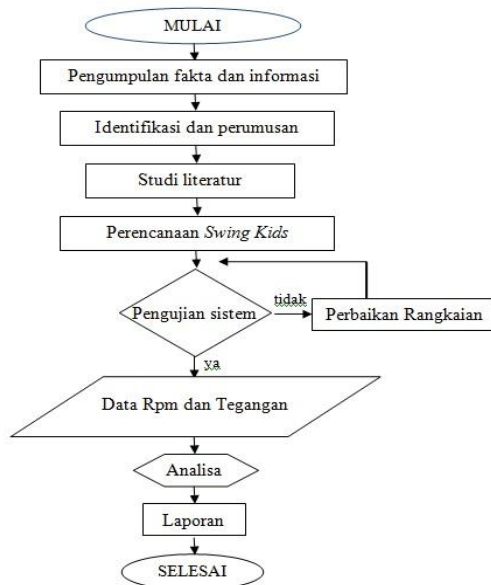 MULAI
Pengumpulan fakta dan informasi
Identifikasi dan perumusan
Studi literatur
Perencanaan Swing Kids
Pengujian sistem
tidak
Perbaikan Rangkaian
ya
Data Rpm dan Tegangan
Analisa
Laporan
SELESAI